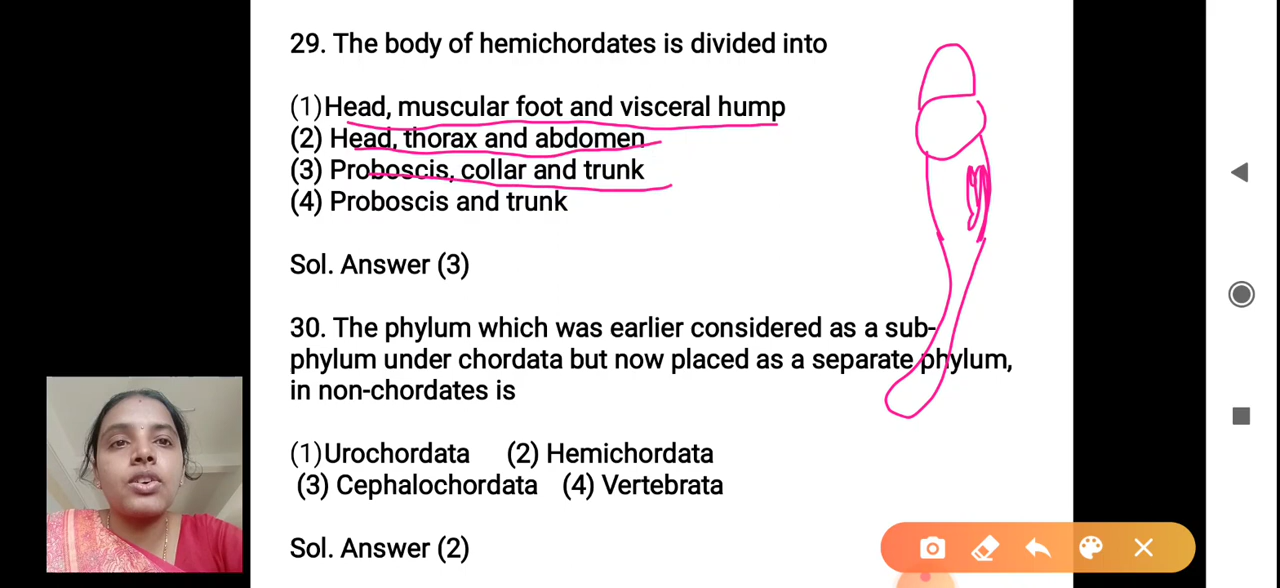 29. The body of hemichordates is divided into
(1)Head, muscular foot and visceral hump
(2) Head, thorax and abdomen
(3) Proboscis, collar and trunk
(4) Proboscis and trunk
Sol. Answer (3)
30. The phylum which was earlier considered as a sub-
phylum under chordata but now placed as a separate phylum,
in non-chordates is
(1)Urochordata (2) Hemichordata
(3) Cephalochordata (4) Vertebrata
Sol. Answer (2)